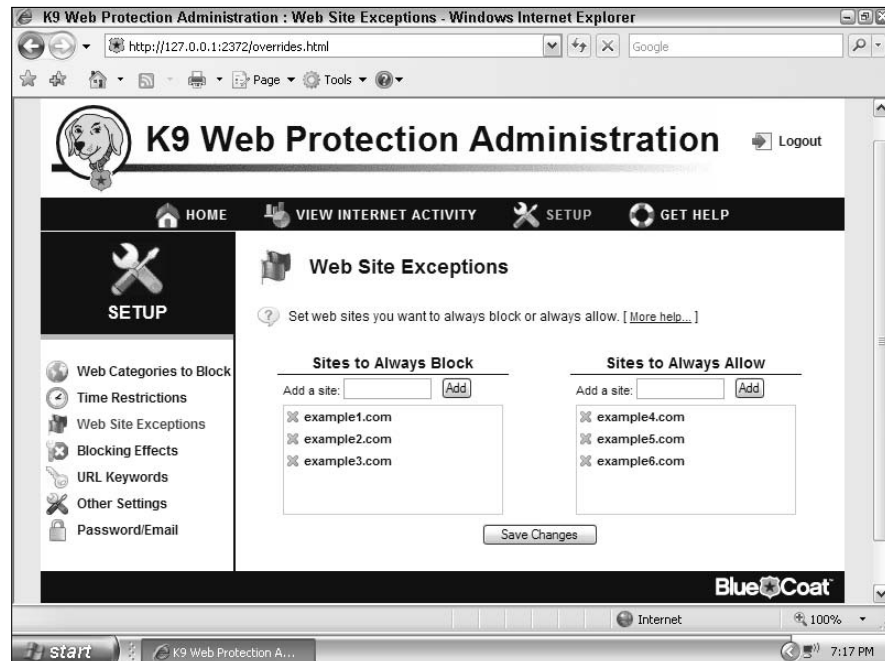 K9 Web Protection Administration : Web Site Exceptions - Windows Internet Explorer
http://127.0.0.1:2372/overrides.html
Google
Page
Tools
K9 Web Protection Administration
Logout
HOME
VIEW INTERNET ACTIVITY
SETUP
GET HELP
SETUP
Web Categories to Block
Time Restrictions
Web Site Exceptions
Blocking Effects
URL Keywords
Other Settings
Password/Email
Web Site Exceptions
Set web sites you want to always block or always allow. [ More help... ]
Sites to Always Block
Add a site:
Add
example1.com
example2.com
example3.com
Sites to Always Allow
Add a site:
Add
example4.com
example5.com
example6.com
Save Changes
Blue Coat
Internet
100%
start
K9 Web Protection A...
7:17 PM